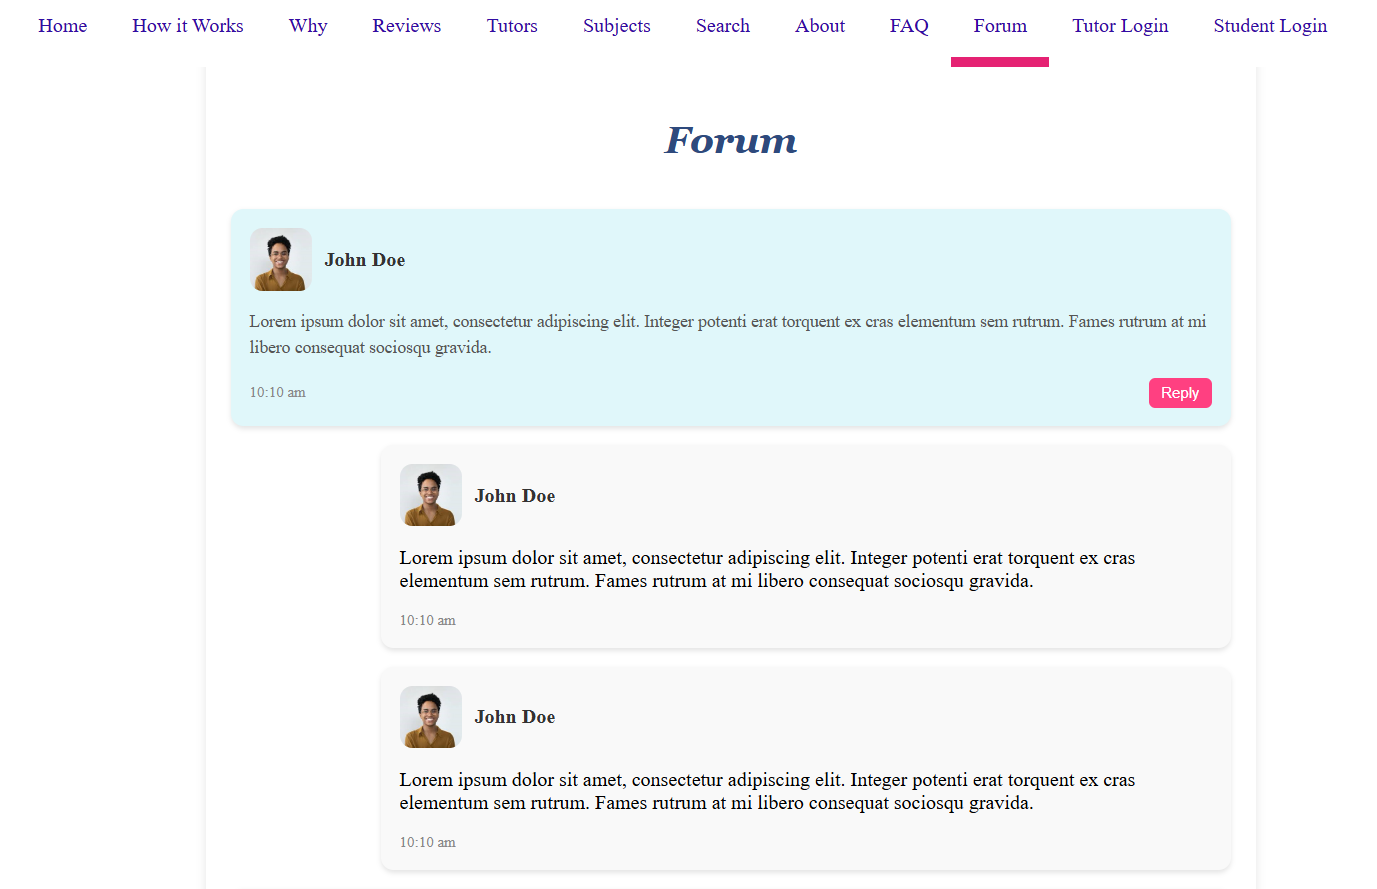 Home How it Works Why Reviews Tutors Subjects Search About FAQ Forum Tutor Login Student Login
Forum
John Doe
Lorem ipsum dolor sit amet, consectetur adipiscing elit. Integer potenti erat torquent ex cras elementum sem rutrum. Fames rutrum at mi
libero consequat sociosqu gravida.
10:10 am Reply
John Doe
Lorem ipsum dolor sit amet, consectetur adipiscing elit. Integer potenti erat torquent ex cras
elementum sem rutrum. Fames rutrum at mi libero consequat sociosqu gravida.
10:10 am
John Doe
Lorem ipsum dolor sit amet, consectetur adipiscing elit. Integer potenti erat torquent ex cras
elementum sem rutrum. Fames rutrum at mi libero consequat sociosqu gravida.
10:10 am